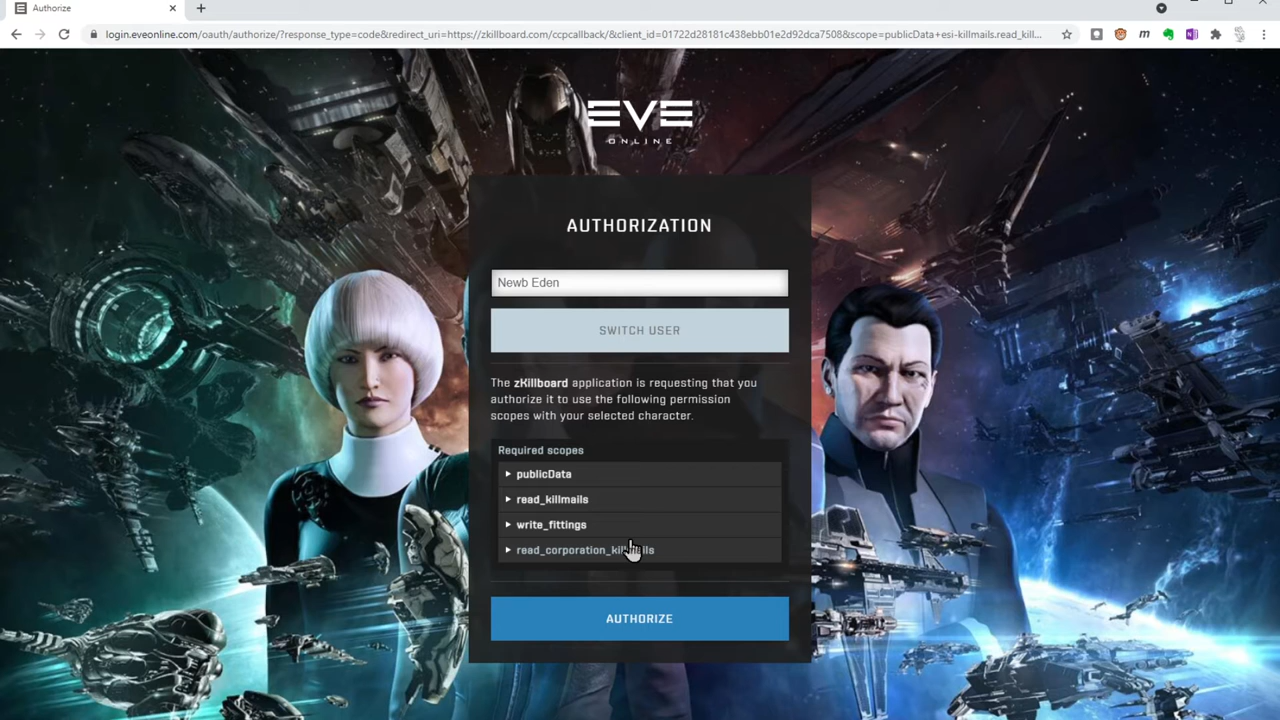 Authorize
login.eveonline.com/oauth/authorize/?response_type=code&redirect_uri=https://zkillboard.com/ccpcallback/&client_id=01722d28181c438ebb01e2d92dca7508&scope=publicData+esi-killmails.read_kill...
EVE
ONLINE
AUTHORIZATION
Newb Eden
SWITCH USER
The zKillboard application is requesting that you
authorize it to use the following permission
scopes with your selected character.
Required scopes
publicData
read_killmails
write_fittings
read_corporation_killmails
AUTHORIZE